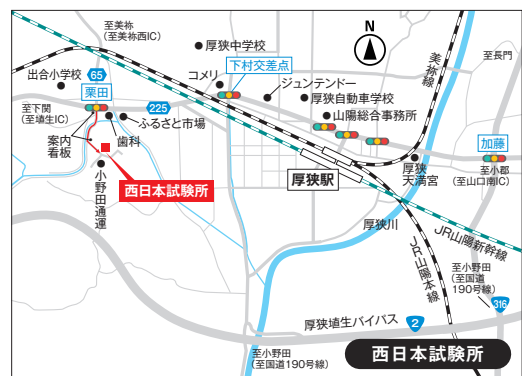 至美祢
(至美祢西IC)
N
至長門
美祢線
厚狭中学校
下村交差点
出合小学校
65
コメリ
ジュンテンドー
栗田
厚狭自動車学校
225
山陽総合事務所
至下関
(至埴生IC)
ふるさと市場
加藤
案内
看板
歯科
至小郡
(至山口南IC)
厚狭駅
厚狭
天満宮
西日本試験所
小野田通運
厚狭川
JR山陽新幹線
JR山陽本線
至小野田
(至国道
190号線)
316
厚狭埴生バイパス
2
至小野田
(至国道190号線)
西日本試験所